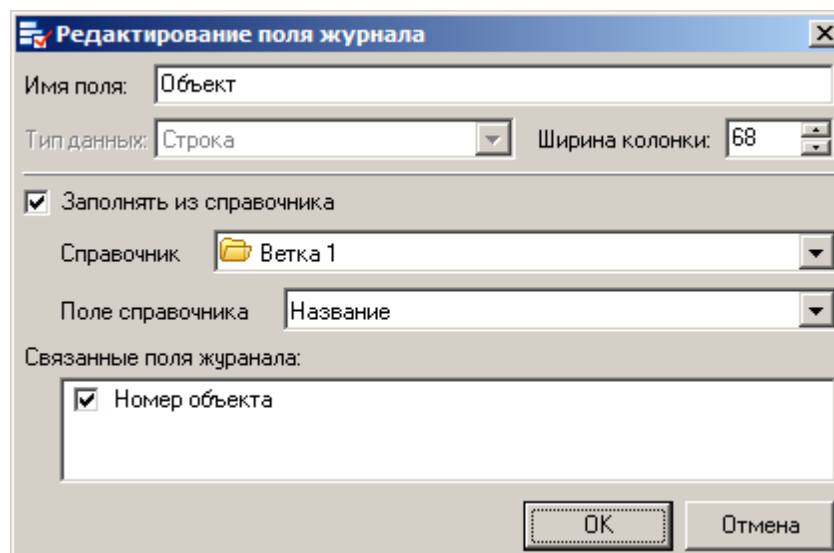 Редактирование поля журнала
Имя поля: Объект
Тип данных: Строка Ширина колонки: 68
Заполнять из справочника
Справочник Ветка 1
Поле справочника Название
Связанные поля журанала:
Номер объекта
OK Отмена